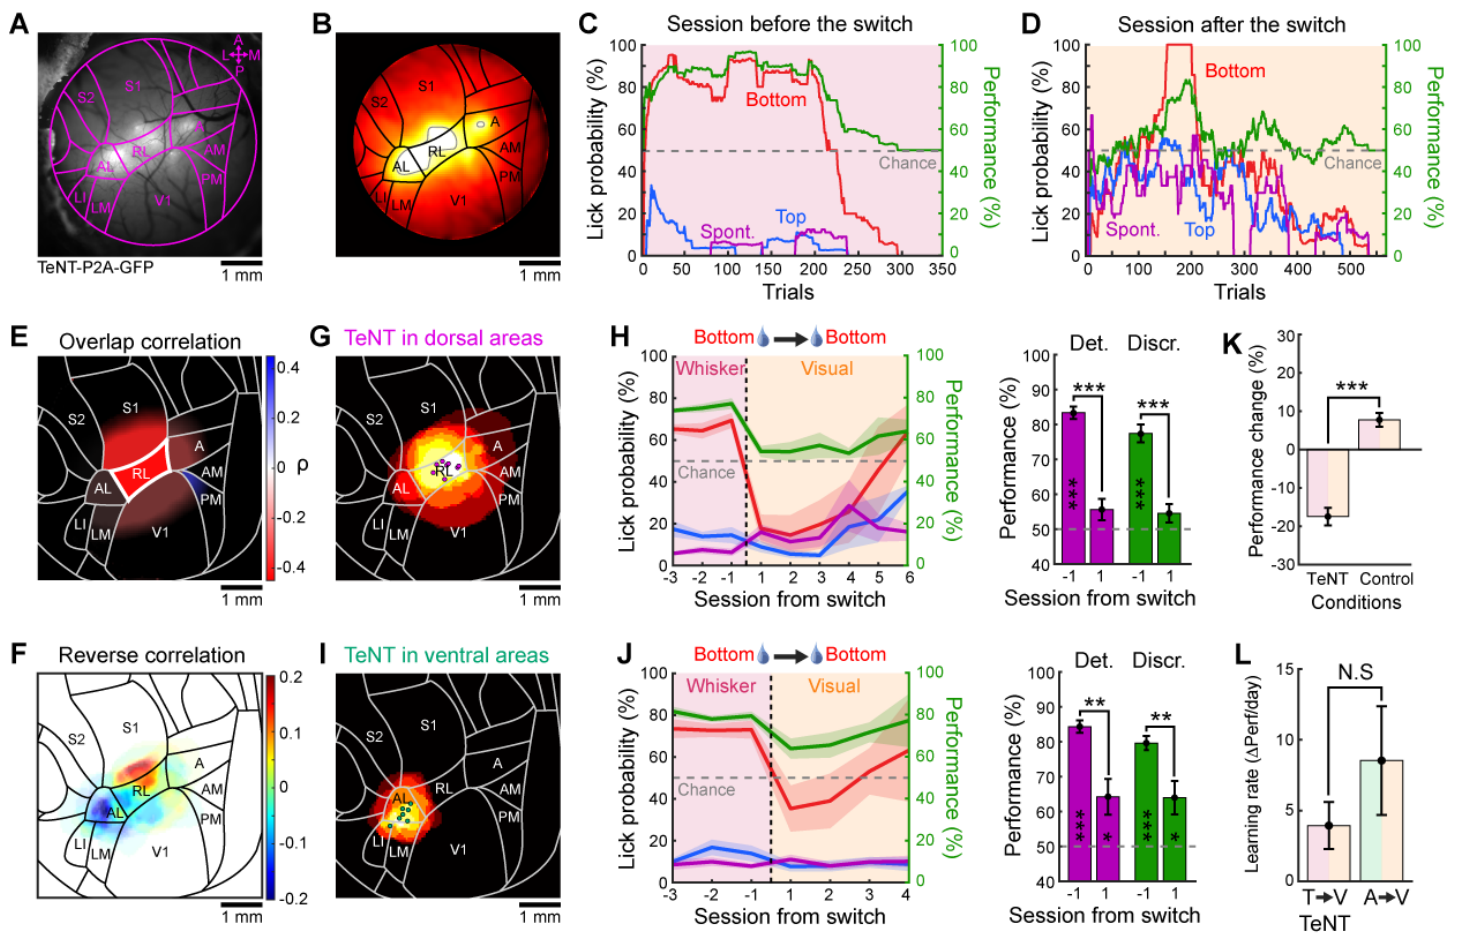 A
A
L
M
P
S1
S2
A
RL
AL
AM
PM
LI
LM
V1
TeNT-P2A-GFP
1 mm
B
S1
S2
A
RL
AL
AM
PM
LI
LM
V1
1 mm
C
Session before the switch
Lick probability (%)
100
80
60
40
20
0
Bottom
Chance
Top
Spont.
100
80
60
40
20
0
Performance (%)
0
50
100
150
200
250
300
350
Trials
D
Session after the switch
Lick probability (%)
100
80
60
40
20
0
Bottom
Chance
Spont.
Top
100
80
60
40
20
0
Performance (%)
0
100
200
300
400
500
Trials
E
Overlap correlation
S1
S2
A
RL
AL
AM
PM
LI
LM
V1
0.4
0.2
0
-0.2
-0.4
ρ
1 mm
G
TeNT in dorsal areas
S1
S2
A
RL
AL
AM
PM
LI
LM
V1
1 mm
H
Bottom
Bottom
Whisker
Visual
Lick probability (%)
100
80
60
40
20
0
Chance
100
80
60
40
20
0
Performance (%)
-3
-2
-1
1
2
3
4
5
6
Session from switch
Det.
Discr.
***
***
Performance (%)
100
90
80
70
60
50
40
***
***
-1
1
-1
1
Session from switch
K
Performance change (%)
30
20
10
0
-10
-20
-30
***
TeNT
Control
Conditions
F
Reverse correlation
S1
S2
A
RL
AL
AM
PM
LI
LM
V1
0.2
0.1
0
-0.1
-0.2
1 mm
I
TeNT in ventral areas
S1
S2
A
RL
AL
AM
PM
LI
LM
V1
1 mm
J
Bottom
Bottom
Whisker
Visual
Lick probability (%)
100
80
60
40
20
0
Chance
100
80
60
40
20
0
Performance (%)
-3
-2
-1
1
2
3
4
Session from switch
Det.
Discr.
**
**
Performance (%)
100
90
80
70
60
50
40
***
*
***
*
-1
1
-1
1
Session from switch
L
Learning rate (ΔPerf/day)
15
10
5
0
N.S
T→V
A→V
TeNT